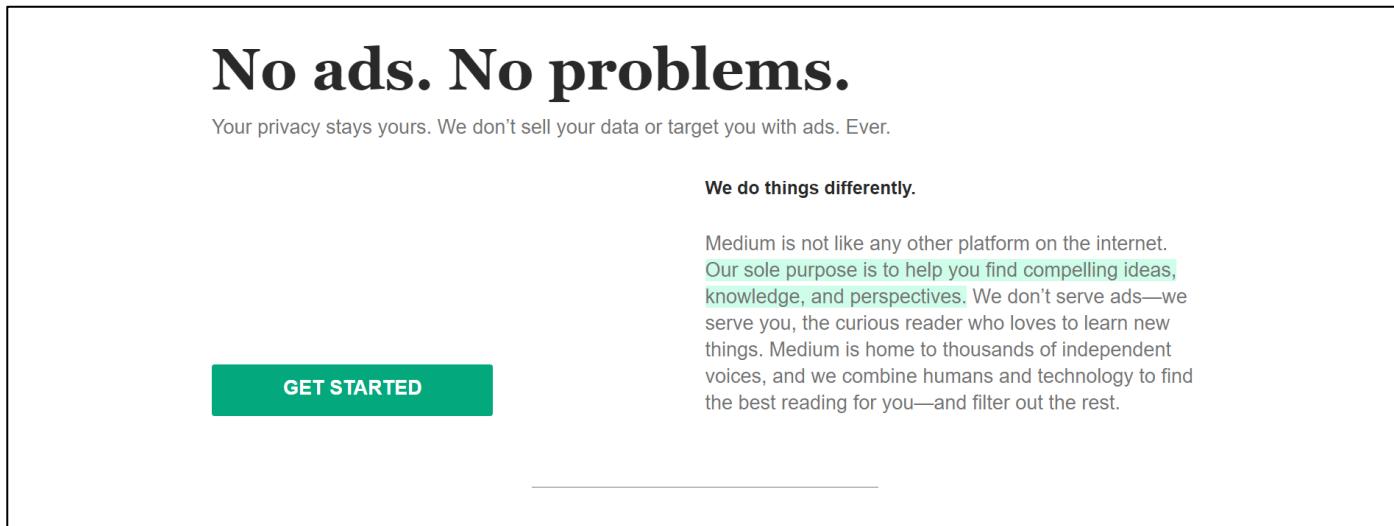 No ads. No problems.
Your privacy stays yours. We don’t sell your data or target you with ads. Ever.
We do things differently.
Medium is not like any other platform on the internet.
Our sole purpose is to help you find compelling ideas,
knowledge, and perspectives. We don’t serve ads—we
serve you, the curious reader who loves to learn new
things. Medium is home to thousands of independent
voices, and we combine humans and technology to find
the best reading for you—and filter out the rest.
GET STARTED